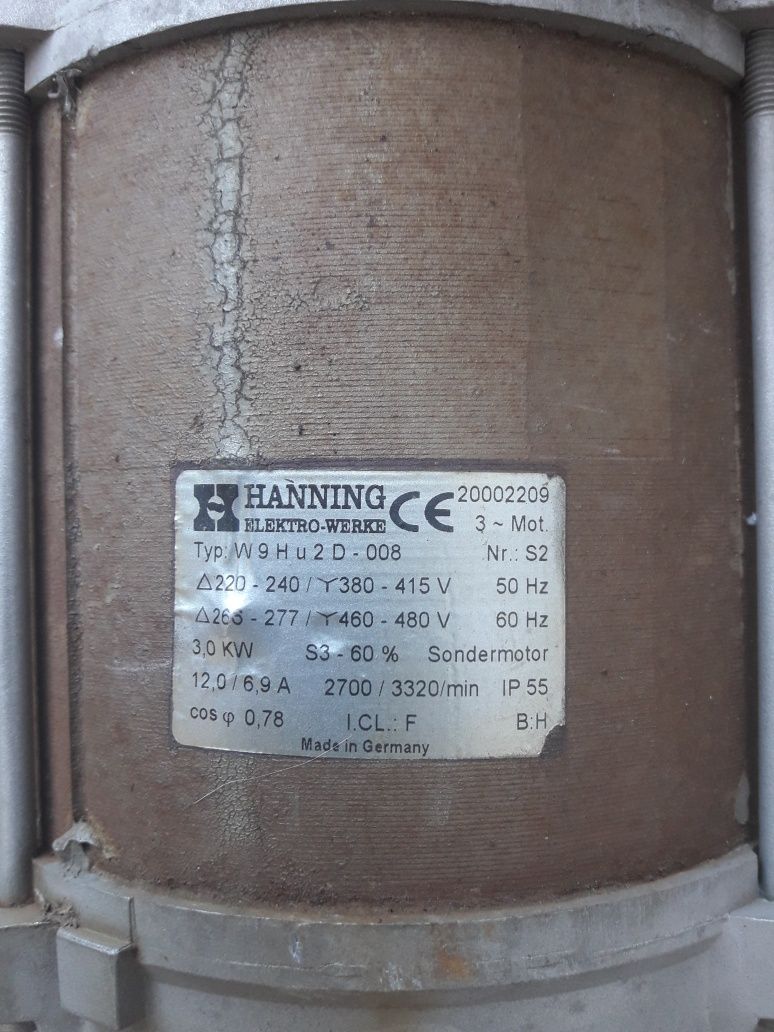 HANNING CE 20002209
ELEKTRO-WERKE 3 ~ Mot.
Typ: W 9 H u 2 D - 008 Nr.: S2
△220 - 240 / Y380 - 415 V 50 Hz
△266 - 277 / Y460 - 480 V 60 Hz
3,0 KW S3 - 60 % Sondermotor
12,0 / 6,9 A 2700 / 3320/min IP 55
cos φ 0,78 I.CL.: F B:H
Made in Germany